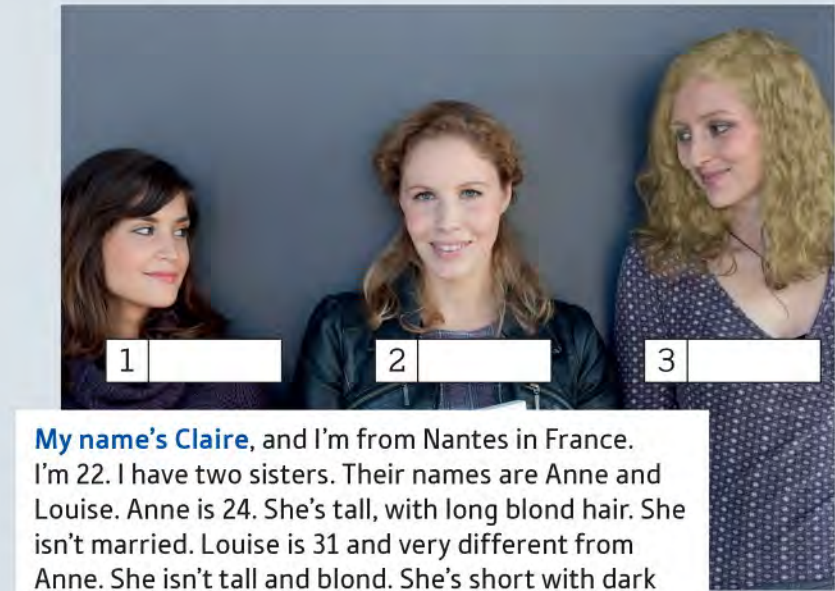 1
2
3
My name's Claire, and I'm from Nantes in France.
I'm 22. I have two sisters. Their names are Anne and
Louise. Anne is 24. She's tall, with long blond hair. She
isn't married. Louise is 31 and very different from
Anne. She isn't tall and blond. She's short with dark